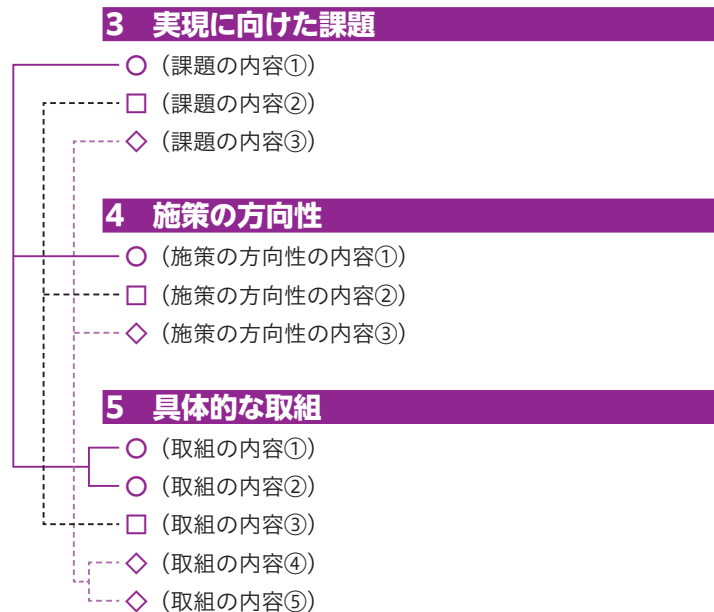 3 実現に向けた課題
○（課題の内容①）
□（課題の内容②）
◇（課題の内容③）
4 施策の方向性
○（施策の方向性の内容①）
□（施策の方向性の内容②）
◇（施策の方向性の内容③）
5 具体的な取組
○（取組の内容①）
○（取組の内容②）
□（取組の内容③）
◇（取組の内容④）
◇（取組の内容⑤）